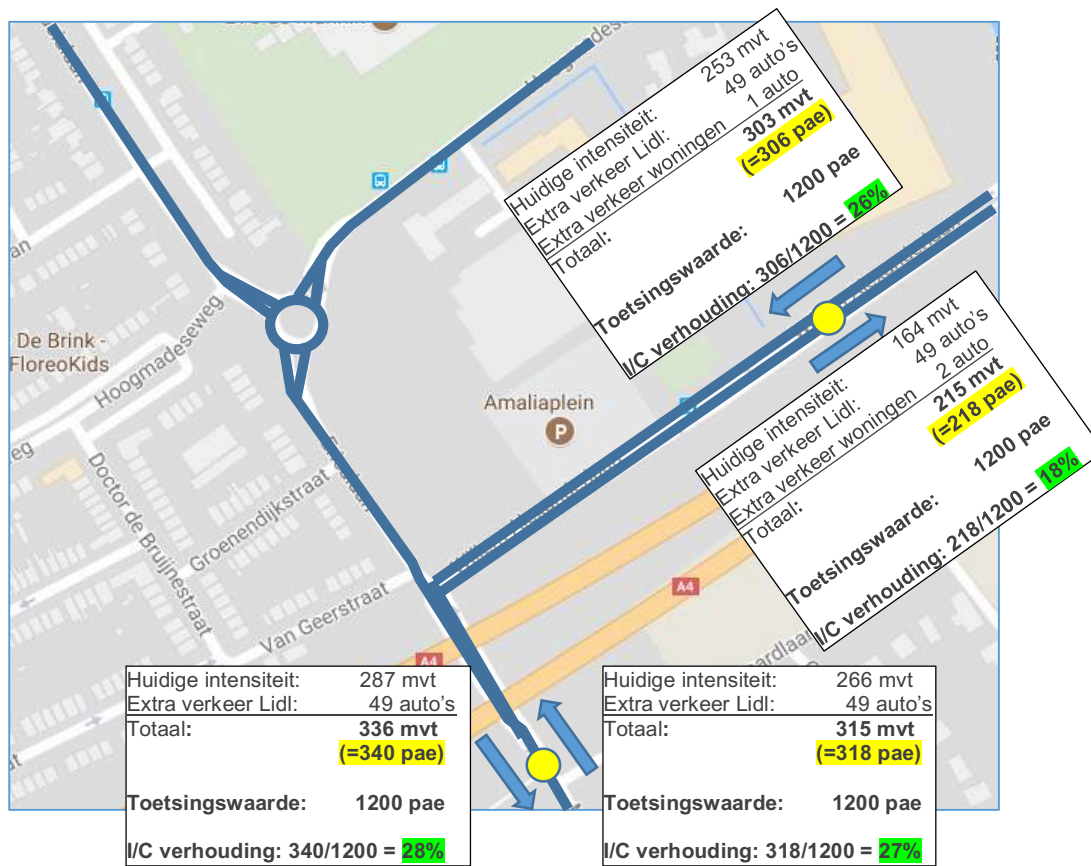 Huidige intensiteit: 253 mvt
Extra verkeer Lidl: 49 auto's
Extra verkeer woningen 1 auto
Totaal: 303 mvt
(=306 pae)
Toetsingswaarde: 1200 pae
I/C verhouding: 306/1200 = 26%
De Brink -
FloreoKids
Hoogmadeseweg
Amaliaplein
P
Doctor de Bruijnestraat
Groenendijkstraat
Van Geerstraat
A4
A4
Huidige intensiteit: 164 mvt
Extra verkeer Lidl: 49 auto's
Extra verkeer woningen 2 auto
Totaal: 215 mvt
(=218 pae)
Toetsingswaarde: 1200 pae
I/C verhouding: 218/1200 = 18%
Huidige intensiteit: 287 mvt
Extra verkeer Lidl: 49 auto's
Totaal: 336 mvt
(=340 pae)
Toetsingswaarde: 1200 pae
I/C verhouding: 340/1200 = 28%
Huidige intensiteit: 266 mvt
Extra verkeer Lidl: 49 auto's
Totaal: 315 mvt
(=318 pae)
Toetsingswaarde: 1200 pae
I/C verhouding: 318/1200 = 27%